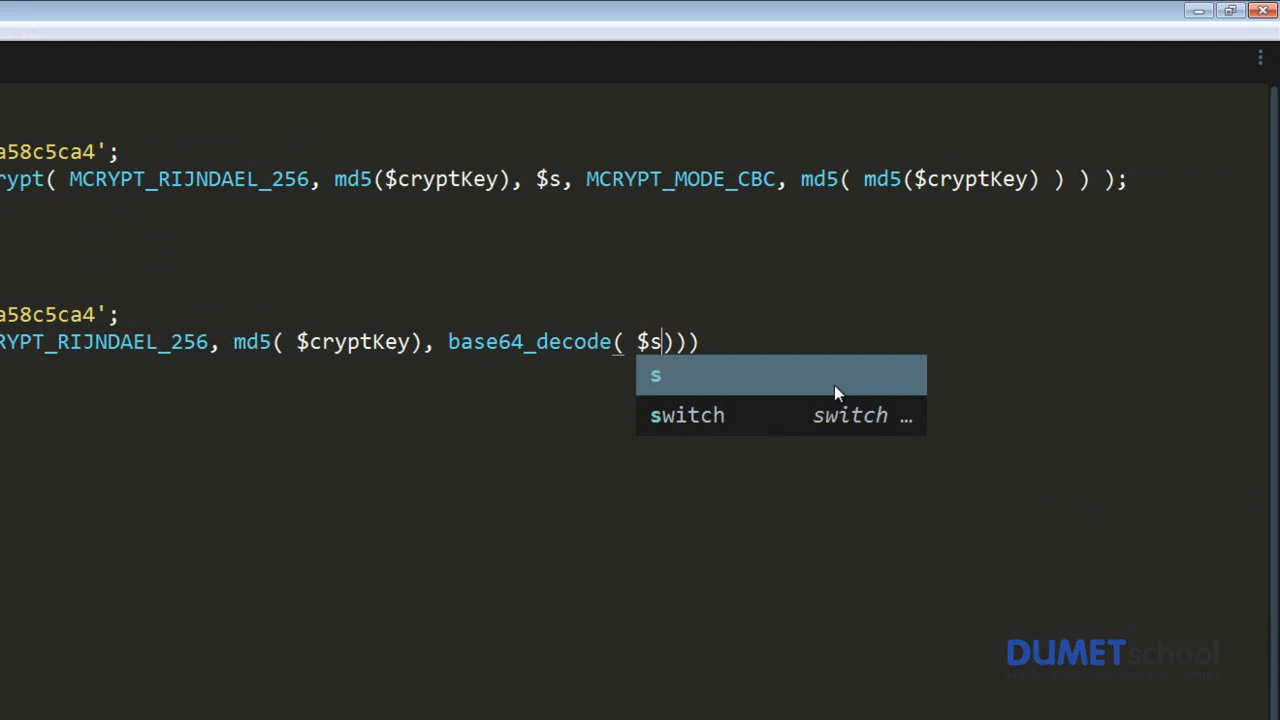 a58c5ca4';
rypt( MCRYPT_RIJNDAEL_256, md5($cryptKey), $s, MCRYPT_MODE_CBC, md5( md5($cryptKey) ) ) );
a58c5ca4';
RYPT_RIJNDAEL_256, md5( $cryptKey), base64_decode( $s)))
s
switch switch …
DUMETschool